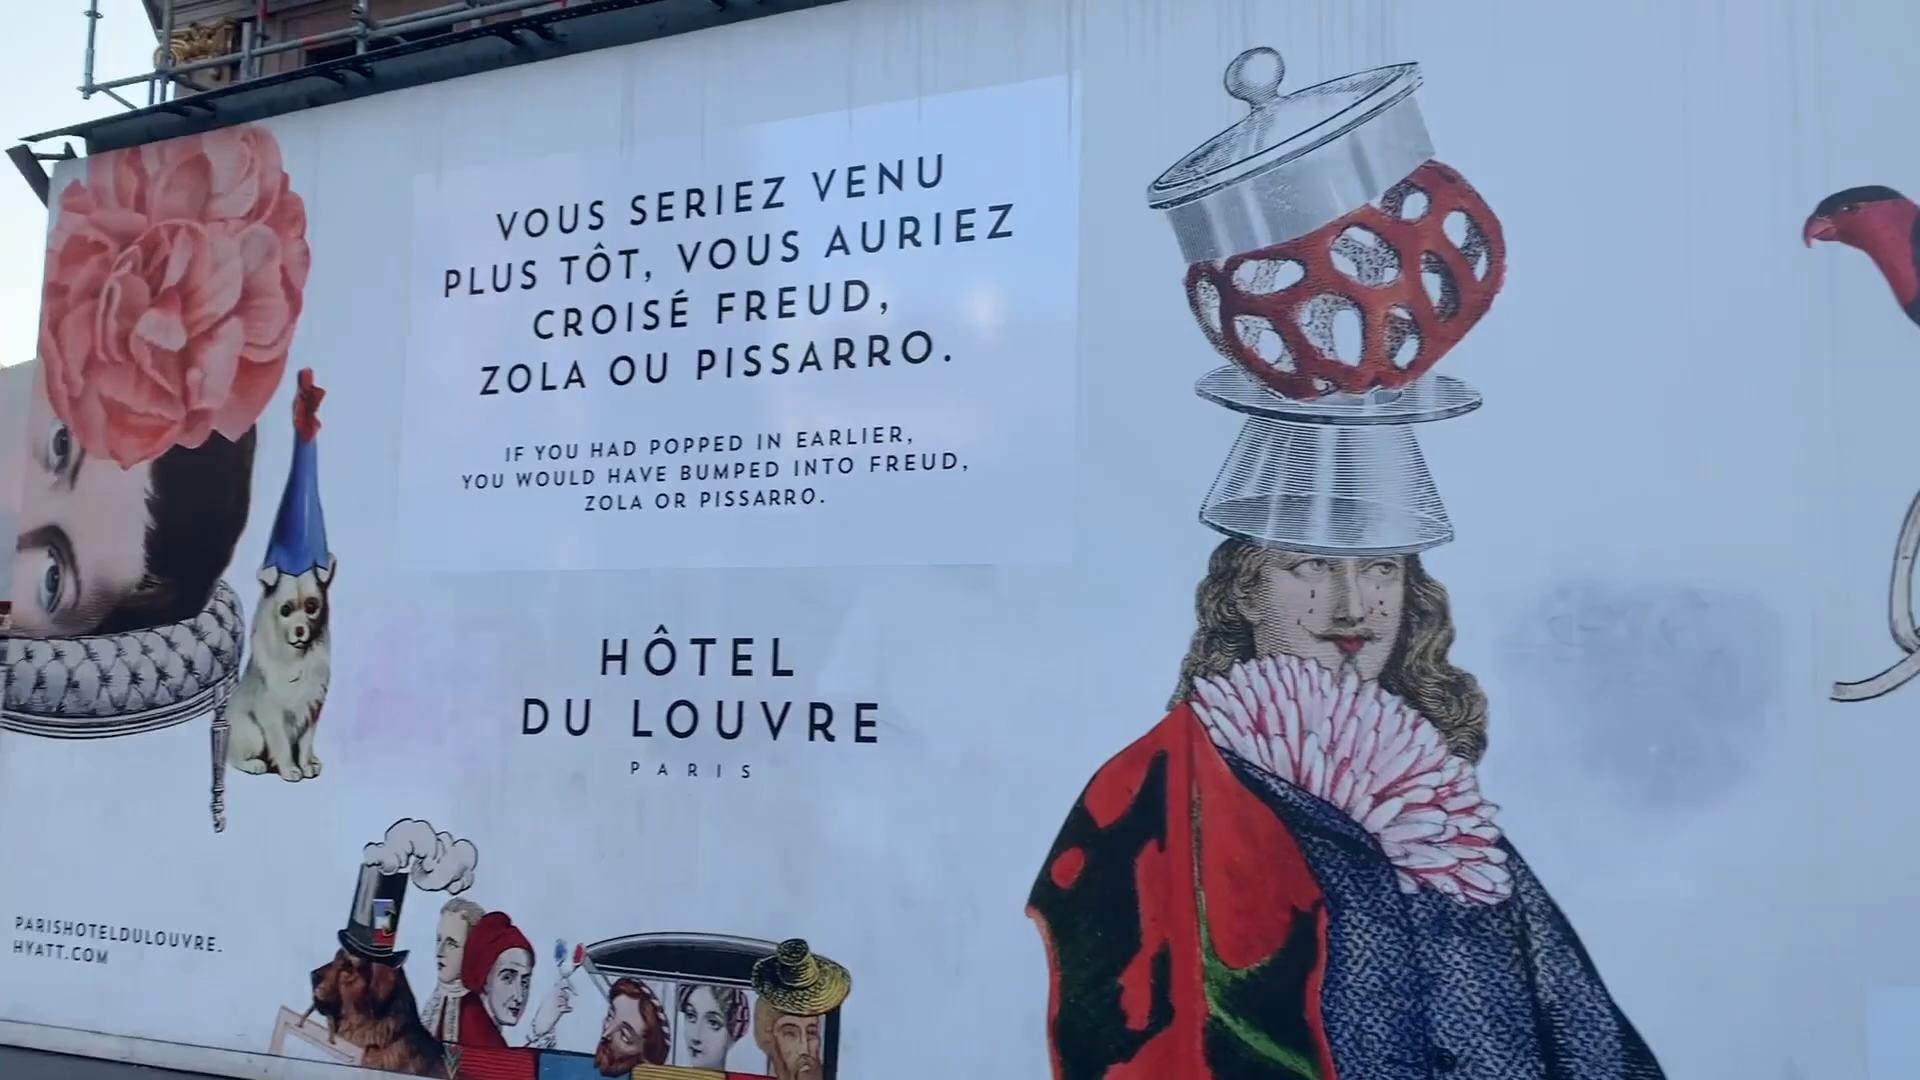 VOUS SERIEZ VENU
PLUS TÔT, VOUS AURIEZ
CROISÉ FREUD,
ZOLA OU PISSARRO.
IF YOU HAD POPPED IN EARLIER,
YOU WOULD HAVE BUMPED INTO FREUD,
ZOLA OR PISSARRO.
HÔTEL
DU LOUVRE
PARIS
PARISHOTELDULOUVRE.
HYATT.COM